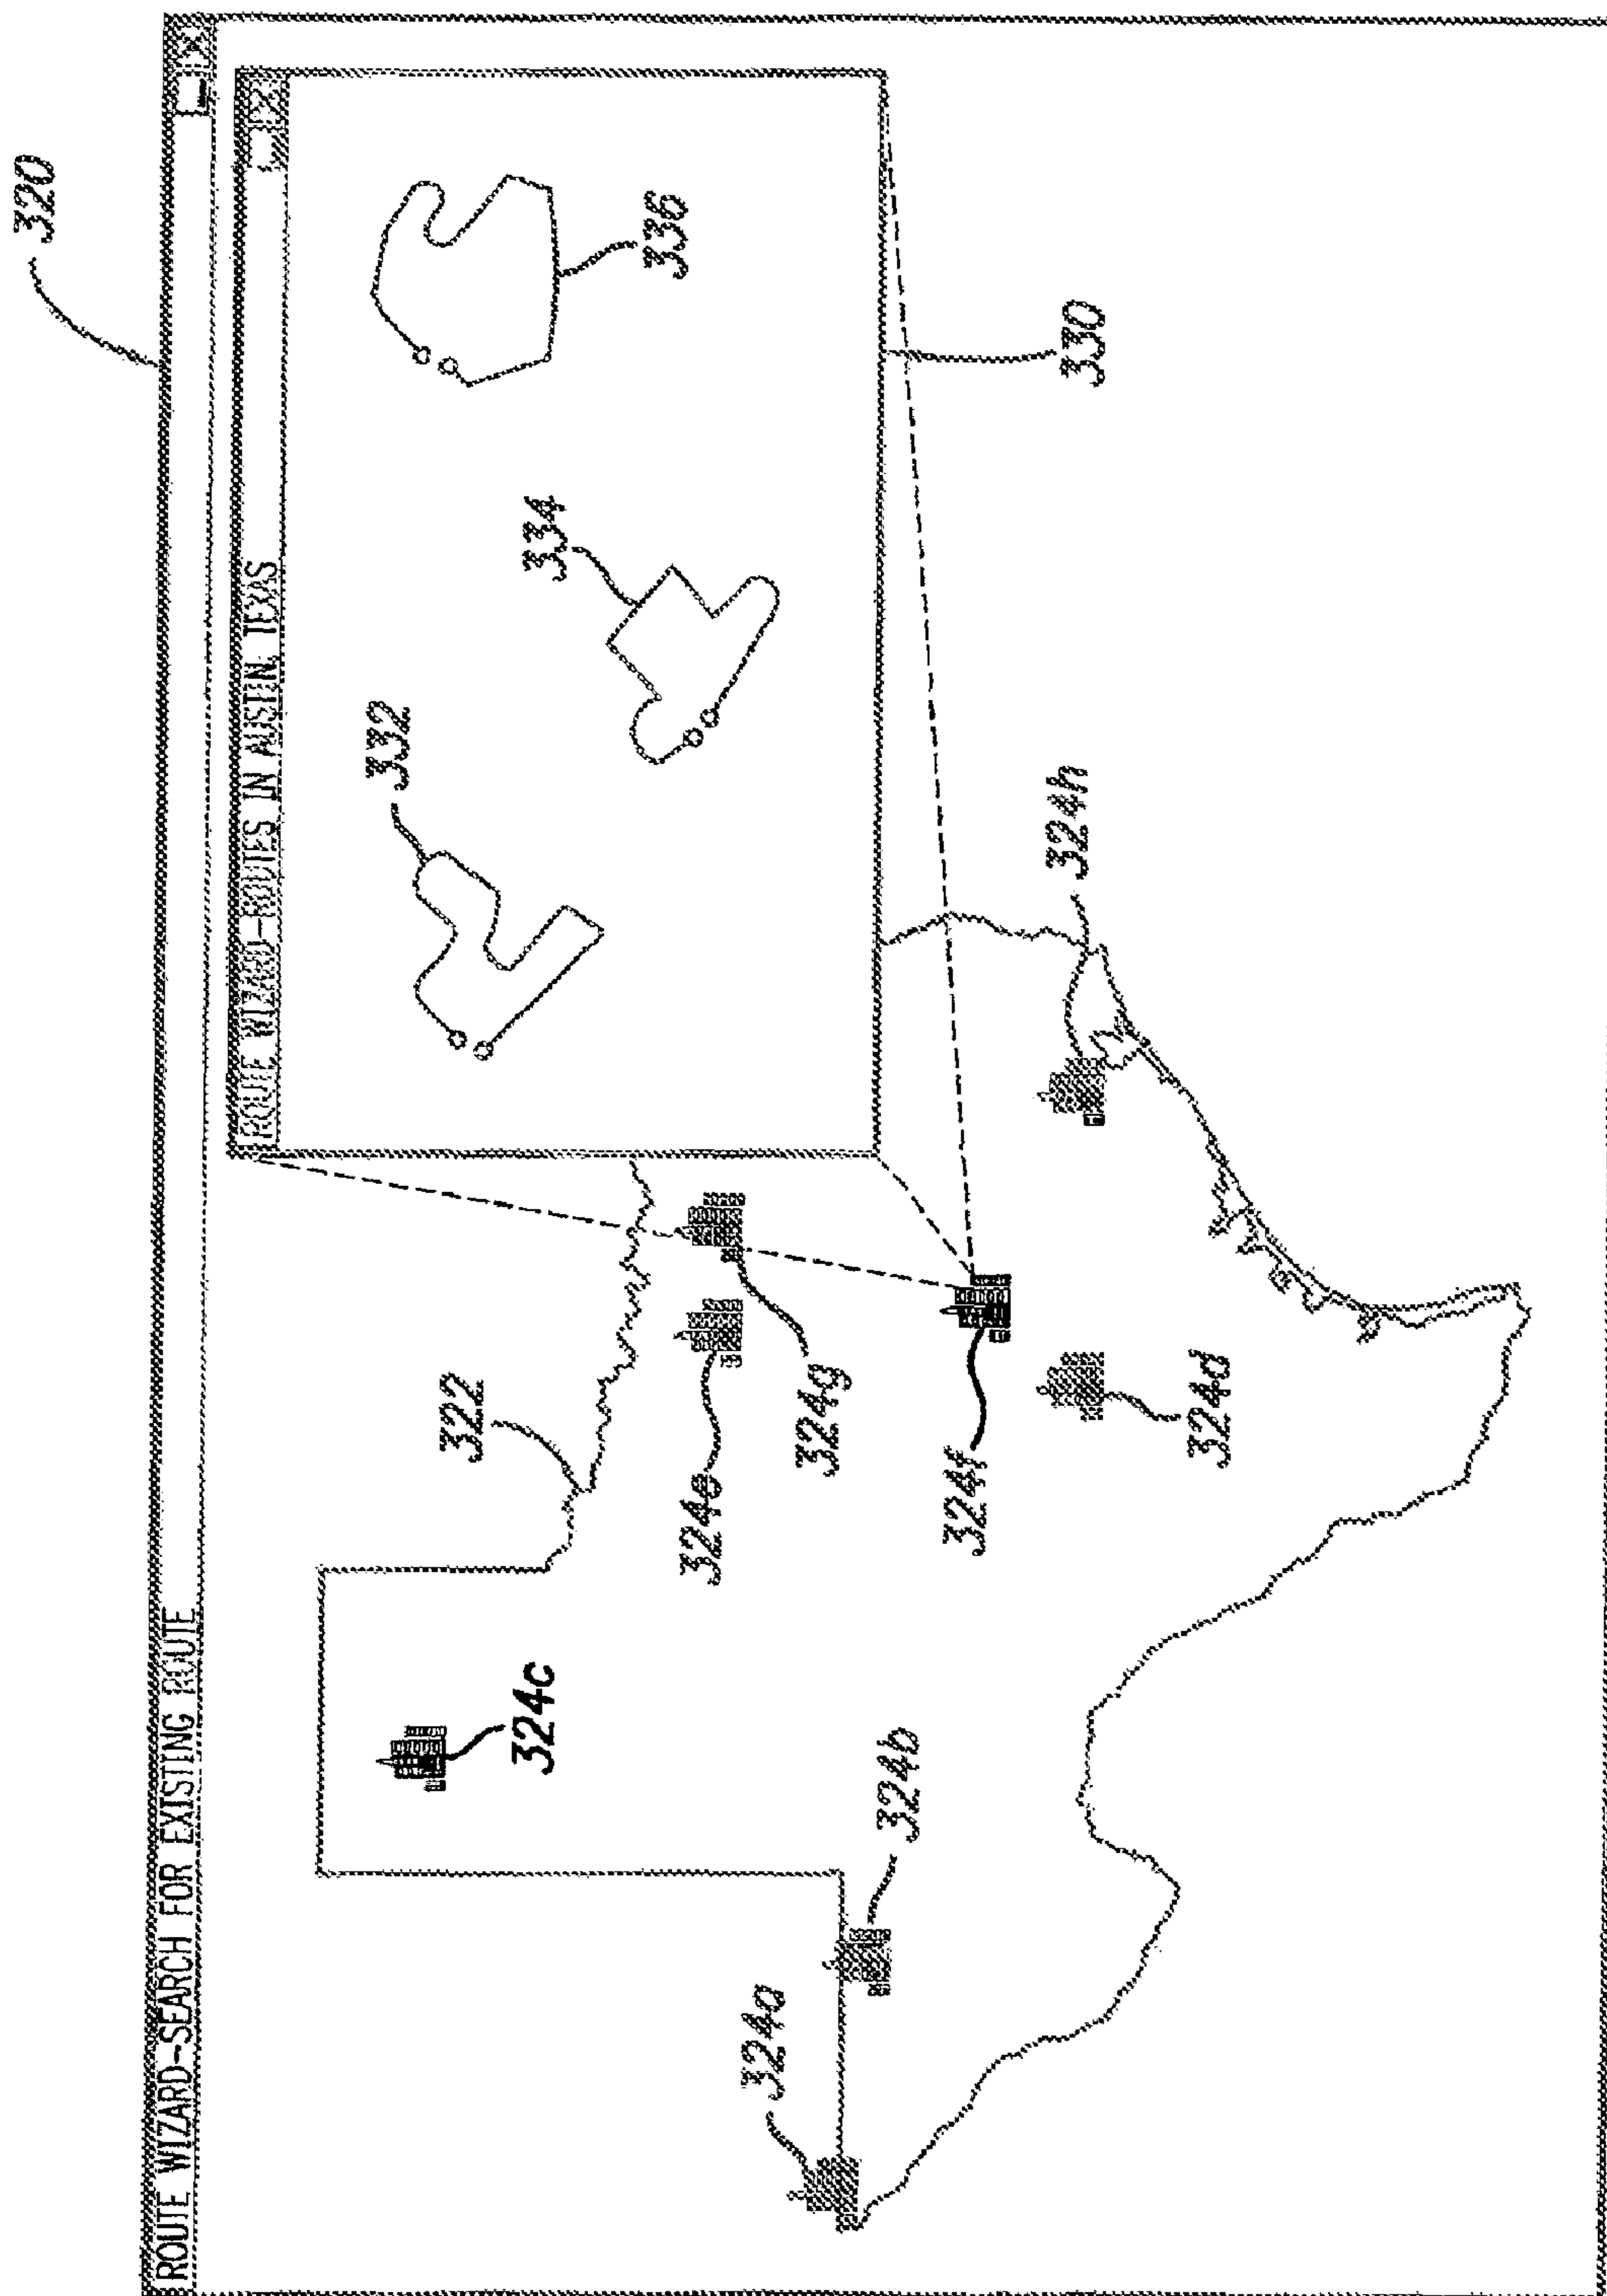 ROUTE WIZARD-SEARCH FOR EXISTING ROUTE
320
ROUTE WIZARD-ROUTES IN AUSTIN, TEXAS
332
334
336
330
322
324a
324b
324c
324e
324g
324f
324d
324h